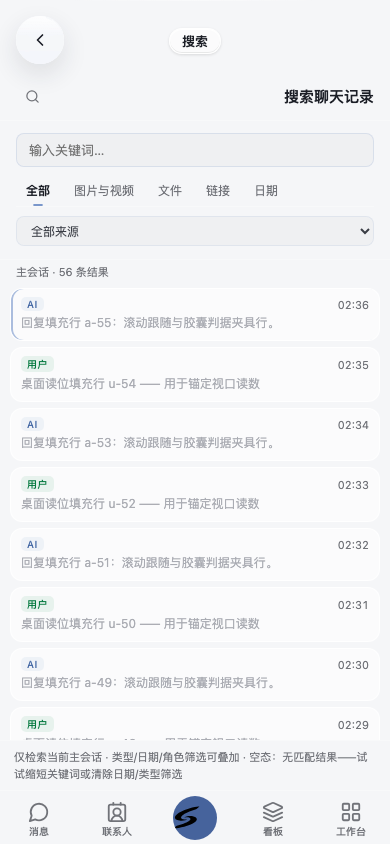 搜索
搜索聊天记录
输入关键词...
全部 图片与视频 文件 链接 日期
全部来源
主会话 · 56 条结果
AI 02:36
回复填充行 a-55：滚动跟随与胶囊判据夹具行。
用户 02:35
桌面读位填充行 u-54 —— 用于锚定视口读数
AI 02:34
回复填充行 a-53：滚动跟随与胶囊判据夹具行。
用户 02:33
桌面读位填充行 u-52 —— 用于锚定视口读数
AI 02:32
回复填充行 a-51：滚动跟随与胶囊判据夹具行。
用户 02:31
桌面读位填充行 u-50 —— 用于锚定视口读数
AI 02:30
回复填充行 a-49：滚动跟随与胶囊判据夹具行。
用户 02:29
仅检索当前主会话 · 类型/日期/角色筛选可叠加 · 空态：无匹配结果——试
试缩短关键词或清除日期/类型筛选
消息 联系人 看板 工作台